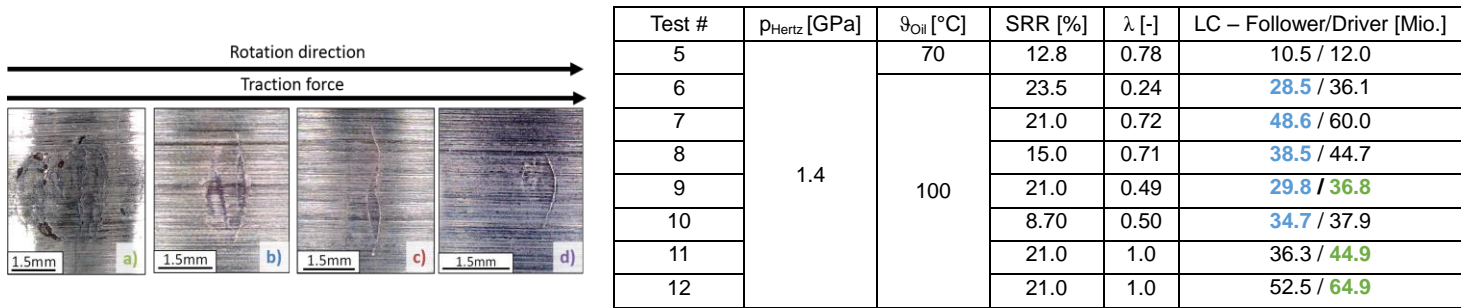 Rotation direction
Traction force
1.5mm a)
1.5mm b)
1.5mm c)
1.5mm d)
Test # pHertz [GPa] ϑOil [°C] SRR [%] λ [-] LC – Follower/Driver [Mio.]
5 1.4 70 12.8 0.78 10.5 / 12.0
6 100 23.5 0.24 28.5 / 36.1
7 21.0 0.72 48.6 / 60.0
8 15.0 0.71 38.5 / 44.7
9 21.0 0.49 29.8 / 36.8
10 8.70 0.50 34.7 / 37.9
11 21.0 1.0 36.3 / 44.9
12 21.0 1.0 52.5 / 64.9